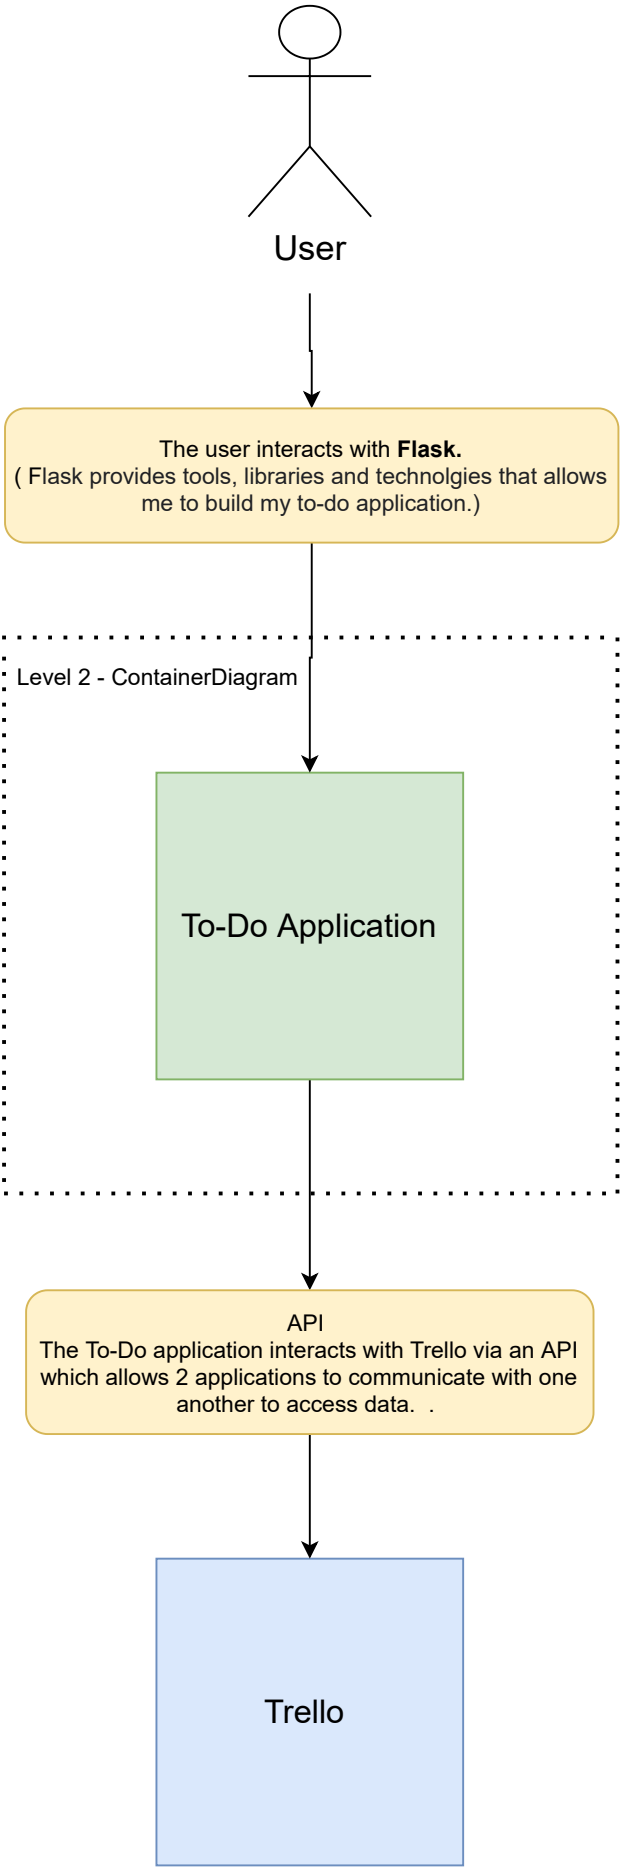 User
The user interacts with Flask.
( Flask provides tools, libraries and technolgies that allows
me to build my to-do application.)
Level 2 - ContainerDiagram
To-Do Application
API
The To-Do application interacts with Trello via an API
which allows 2 applications to communicate with one
another to access data.  .
Trello